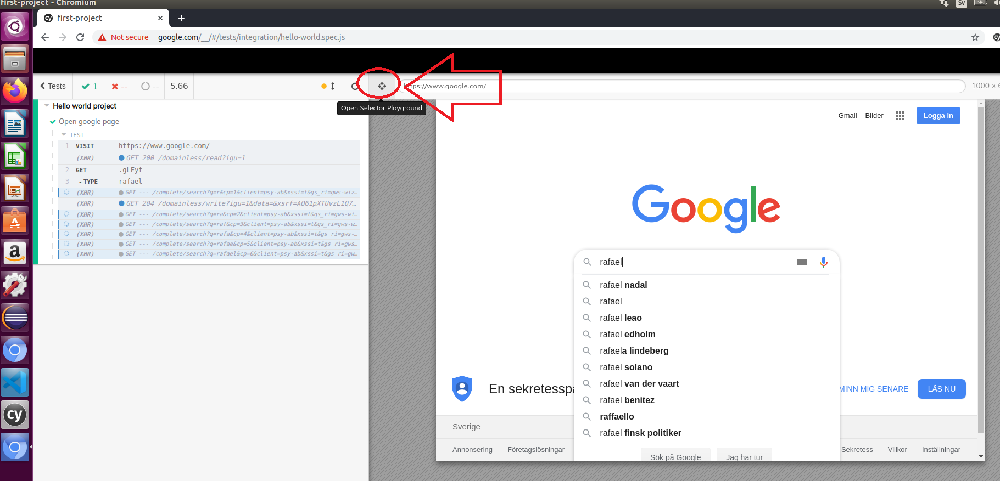 first-project - Chromium
Sv
cy first-project
Not secure google.com/__/#/tests/integration/hello-world.spec.js
Tests 1 -- -- 5.66 https://www.google.com/ 1000 x 6
Open Selector Playground
Hello world project
Open google page
TEST
1 VISIT https://www.google.com/
(XHR) GET 200 /domainless/read?igu=1
2 GET .gLFyf
3 -TYPE rafael
(XHR) GET --- /complete/search?q=r&cp=1&client=psy-ab&xssi=t&gs_ri=gws-wiz…
(XHR) GET 204 /domainless/write?igu=1&data=&xsrf=AO61pXTUvzL1Q7…
(XHR) GET --- /complete/search?q=ra&cp=2&client=psy-ab&xssi=t&gs_ri=gws-wi…
(XHR) GET --- /complete/search?q=raf&cp=3&client=psy-ab&xssi=t&gs_ri=gws-w…
(XHR) GET --- /complete/search?q=rafa&cp=4&client=psy-ab&xssi=t&gs_ri=gws-…
(XHR) GET --- /complete/search?q=rafae&cp=5&client=psy-ab&xssi=t&gs_ri=gws…
(XHR) GET --- /complete/search?q=rafael&cp=6&client=psy-ab&xssi=t&gs_ri=gw…
a
cy
Gmail Bilder Logga in
Google
rafael
rafael nadal
rafael
rafael leao
rafael edholm
rafaela lindeberg
rafael solano
rafael van der vaart
rafael benitez
raffaello
rafael finsk politiker
En sekretesspa
MINN MIG SENARE LÄS NU
Sverige
Annonsering Företagslösningar
Sök på Google Jag har tur
Sekretess Villkor Inställningar